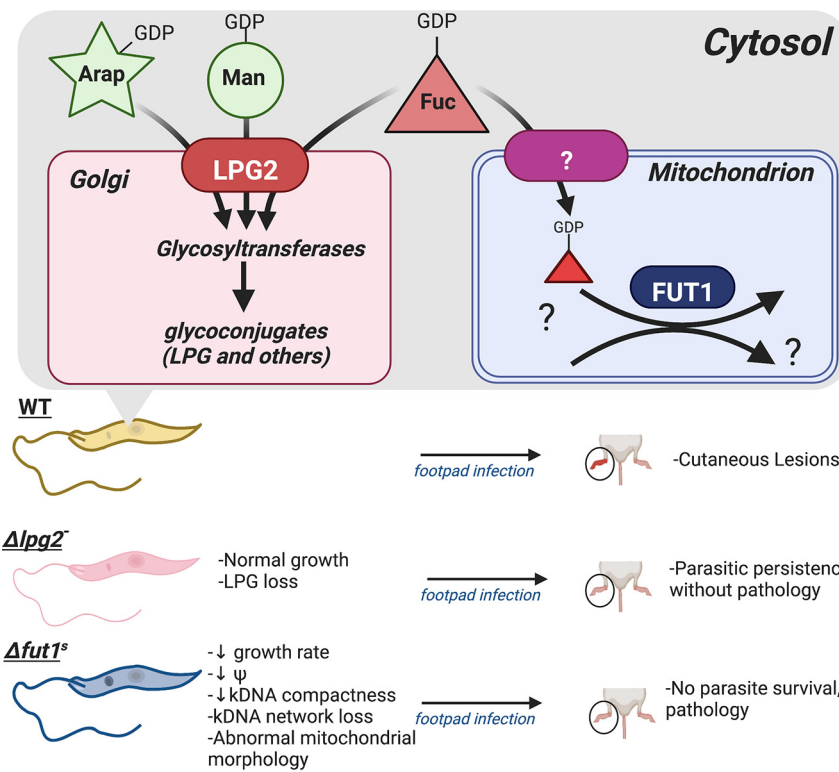 GDP
Arap
GDP
Man
GDP
Fuc
Cytosol
LPG2
Golgi
Glycosyltransferases
glycoconjugates
(LPG and others)
?
Mitochondrion
GDP
?
FUT1
?
WT
footpad infection
-Cutaneous Lesions
Δlpg2⁻
-Normal growth
-LPG loss
footpad infection
-Parasitic persistenc
without pathology
Δfut1ˢ
-↓ growth rate
-↓ ψ
-↓kDNA compactness
-kDNA network loss
-Abnormal mitochondrial
morphology
footpad infection
-No parasite survival,
pathology